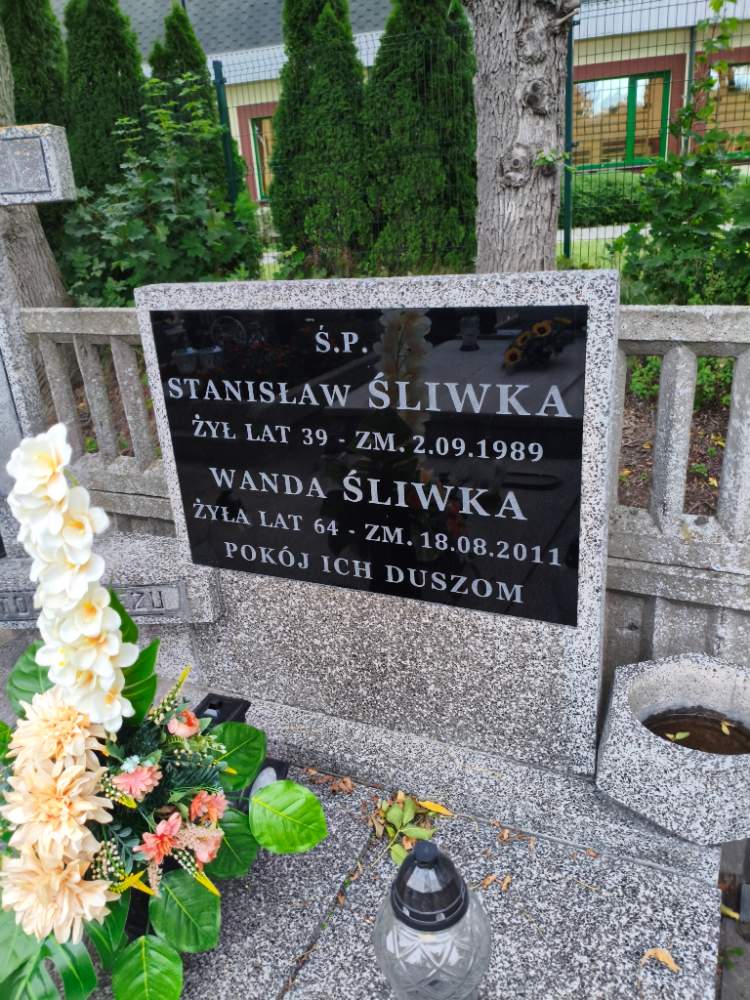 Ś.P.
STANISŁAW ŚLIWKA
ŻYŁ LAT 39 - ZM. 2.09.1989
WANDA ŚLIWKA
ŻYŁA LAT 64 - ZM. 18.08.2011
POKÓJ ICH DUSZOM